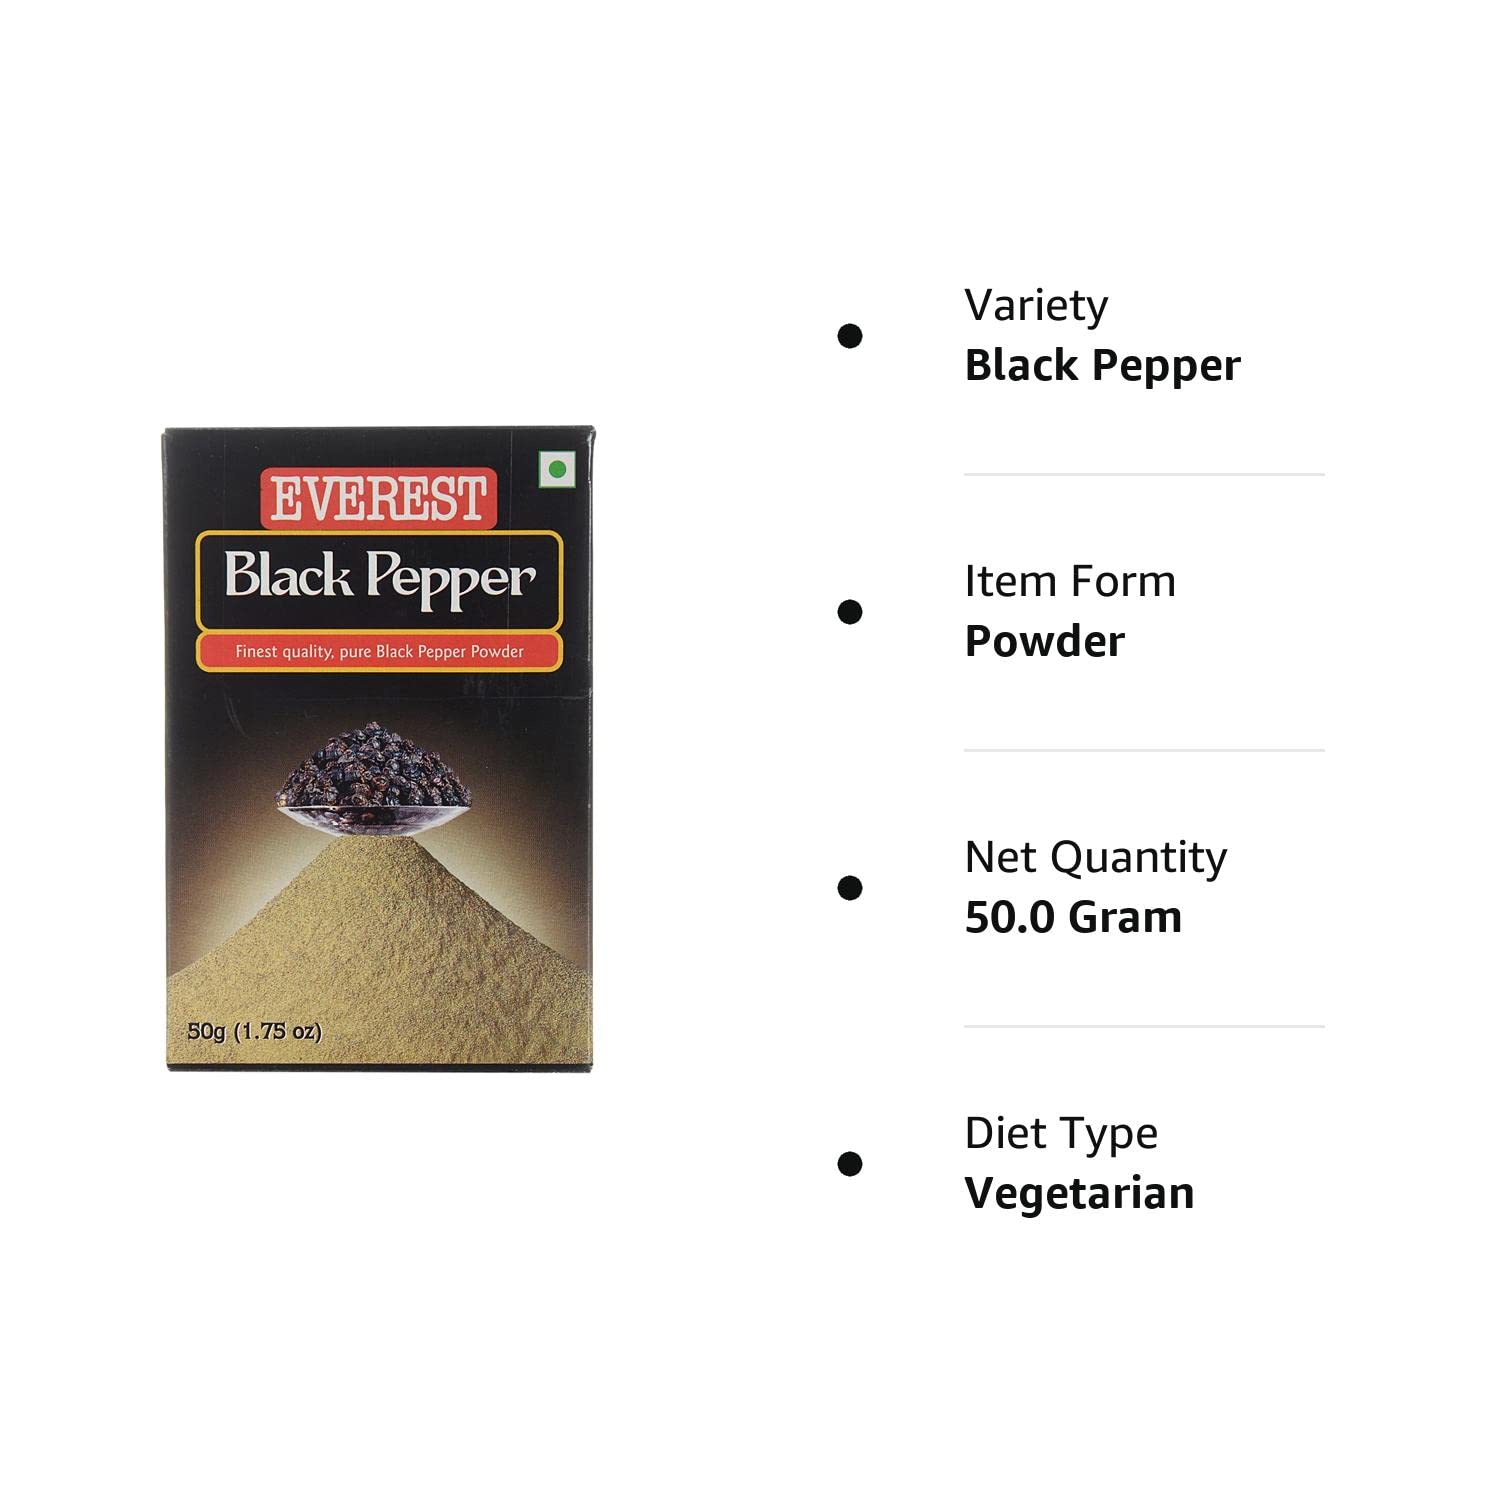 EVEREST
Black Pepper
Finest quality, pure Black Pepper Powder
50g (1.75 oz)
Variety
Black Pepper
Item Form
Powder
Net Quantity
50.0 Gram
Diet Type
Vegetarian